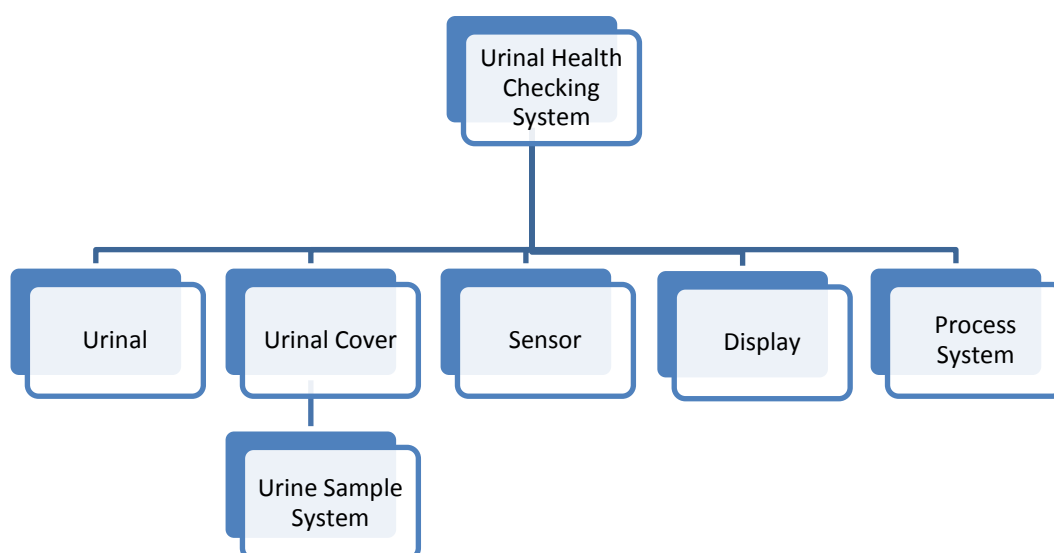 Urinal Health
Checking
System
Urinal
Urinal Cover
Sensor
Display
Process
System
Urine Sample
System